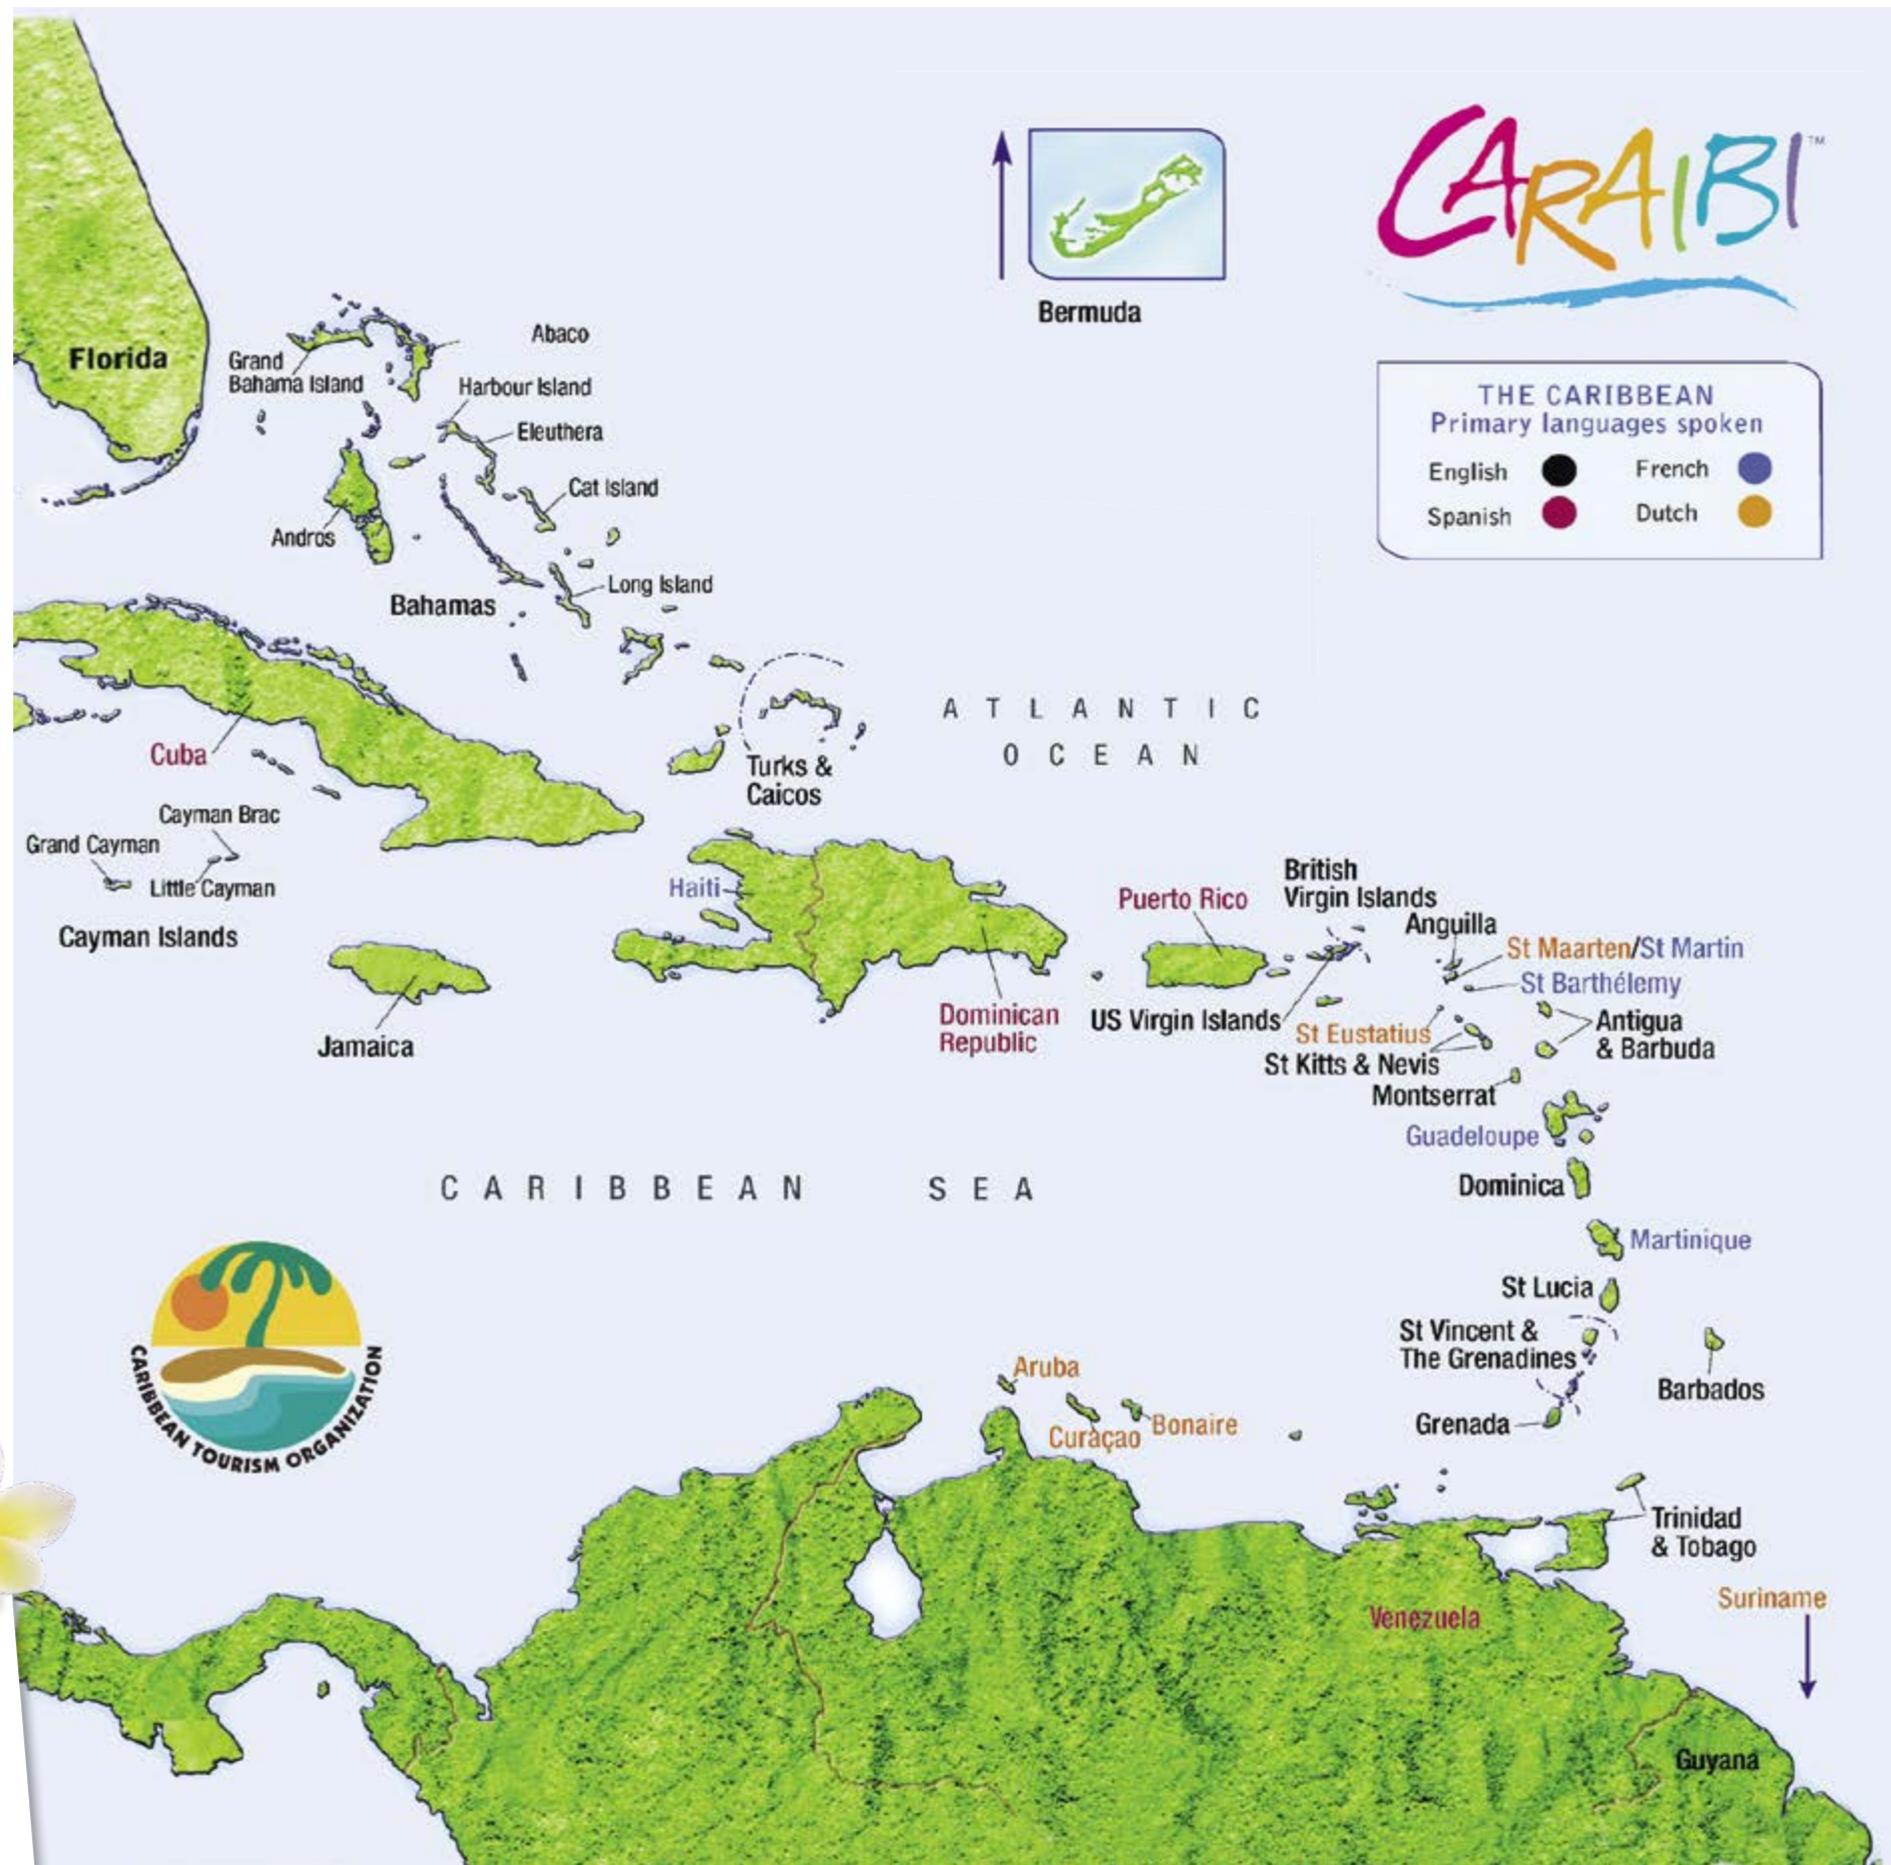 CARAIBI™
Bermuda
THE CARIBBEAN
Primary languages spoken
English
French
Spanish
Dutch
Florida
Grand
Bahama Island
Abaco
Harbour Island
Eleuthera
Cat Island
Andros
Long Island
Bahamas
ATLANTIC
OCEAN
Cuba
Turks &
Caicos
Cayman Brac
Grand Cayman
Little Cayman
Cayman Islands
Haiti
Jamaica
Dominican
Republic
Puerto Rico
British
Virgin Islands
Anguilla
St Maarten/St Martin
St Barthélemy
US Virgin Islands
St Eustatius
Antigua
& Barbuda
St Kitts & Nevis
Montserrat
Guadeloupe
Dominica
CARIBBEAN SEA
Martinique
St Lucia
St Vincent &
The Grenadines
Barbados
Grenada
Aruba
Curaçao
Bonaire
CARIBBEAN TOURISM ORGANIZATION
Trinidad
& Tobago
Suriname
Venezuela
Guyana